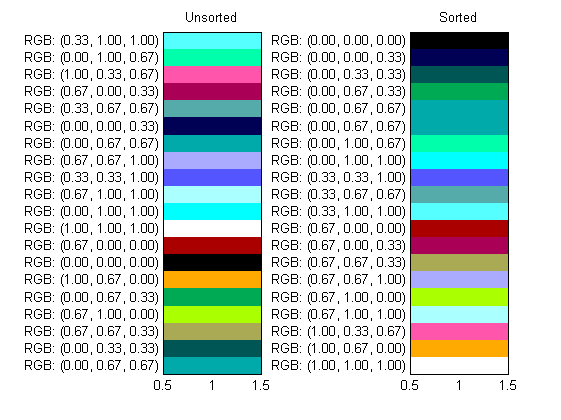 Unsorted
RGB: (0.33, 1.00, 1.00)
RGB: (0.00, 1.00, 0.67)
RGB: (1.00, 0.33, 0.67)
RGB: (0.67, 0.00, 0.33)
RGB: (0.33, 0.67, 0.67)
RGB: (0.00, 0.00, 0.33)
RGB: (0.00, 0.67, 0.67)
RGB: (0.67, 0.67, 1.00)
RGB: (0.33, 0.33, 1.00)
RGB: (0.67, 1.00, 1.00)
RGB: (0.00, 1.00, 1.00)
RGB: (1.00, 1.00, 1.00)
RGB: (0.67, 0.00, 0.00)
RGB: (0.00, 0.00, 0.00)
RGB: (1.00, 0.67, 0.00)
RGB: (0.00, 0.67, 0.33)
RGB: (0.67, 1.00, 0.00)
RGB: (0.67, 0.67, 0.33)
RGB: (0.00, 0.33, 0.33)
RGB: (0.00, 0.67, 0.67)
0.5 1 1.5
Sorted
RGB: (0.00, 0.00, 0.00)
RGB: (0.00, 0.00, 0.33)
RGB: (0.00, 0.33, 0.33)
RGB: (0.00, 0.67, 0.33)
RGB: (0.00, 0.67, 0.67)
RGB: (0.00, 0.67, 0.67)
RGB: (0.00, 1.00, 0.67)
RGB: (0.00, 1.00, 1.00)
RGB: (0.33, 0.33, 1.00)
RGB: (0.33, 0.67, 0.67)
RGB: (0.33, 1.00, 1.00)
RGB: (0.67, 0.00, 0.00)
RGB: (0.67, 0.00, 0.33)
RGB: (0.67, 0.67, 0.33)
RGB: (0.67, 0.67, 1.00)
RGB: (0.67, 1.00, 0.00)
RGB: (0.67, 1.00, 1.00)
RGB: (1.00, 0.33, 0.67)
RGB: (1.00, 0.67, 0.00)
RGB: (1.00, 1.00, 1.00)
0.5 1 1.5